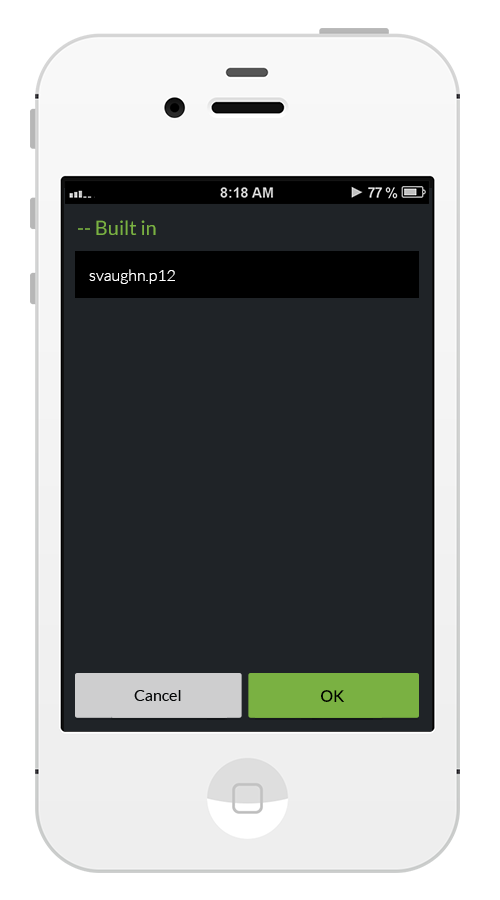 8:18 AM 77 %
-- Built in
svaughn.p12
Cancel OK